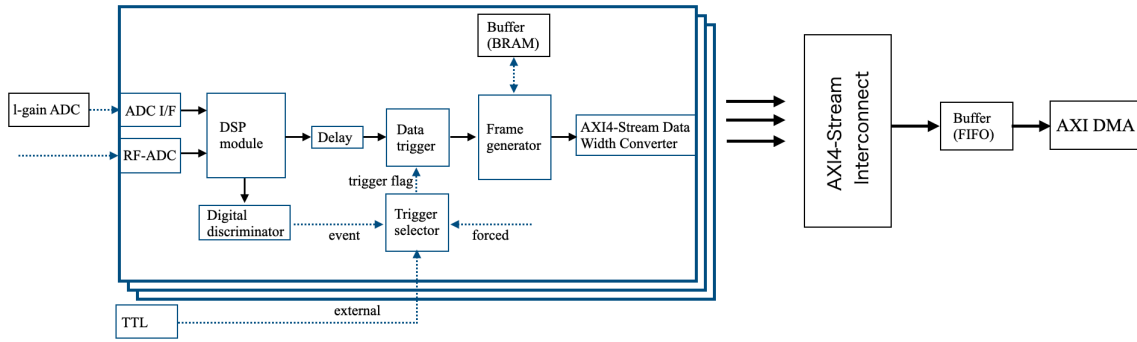 Buffer
(BRAM)
l-gain ADC
ADC I/F
RF-ADC
DSP
module
Delay
Data
trigger
Frame
generator
AXI4-Stream Data
Width Converter
trigger flag
Digital
discriminator
event
Trigger
selector
forced
TTL
external
AXI4-Stream
Interconnect
Buffer
(FIFO)
AXI DMA